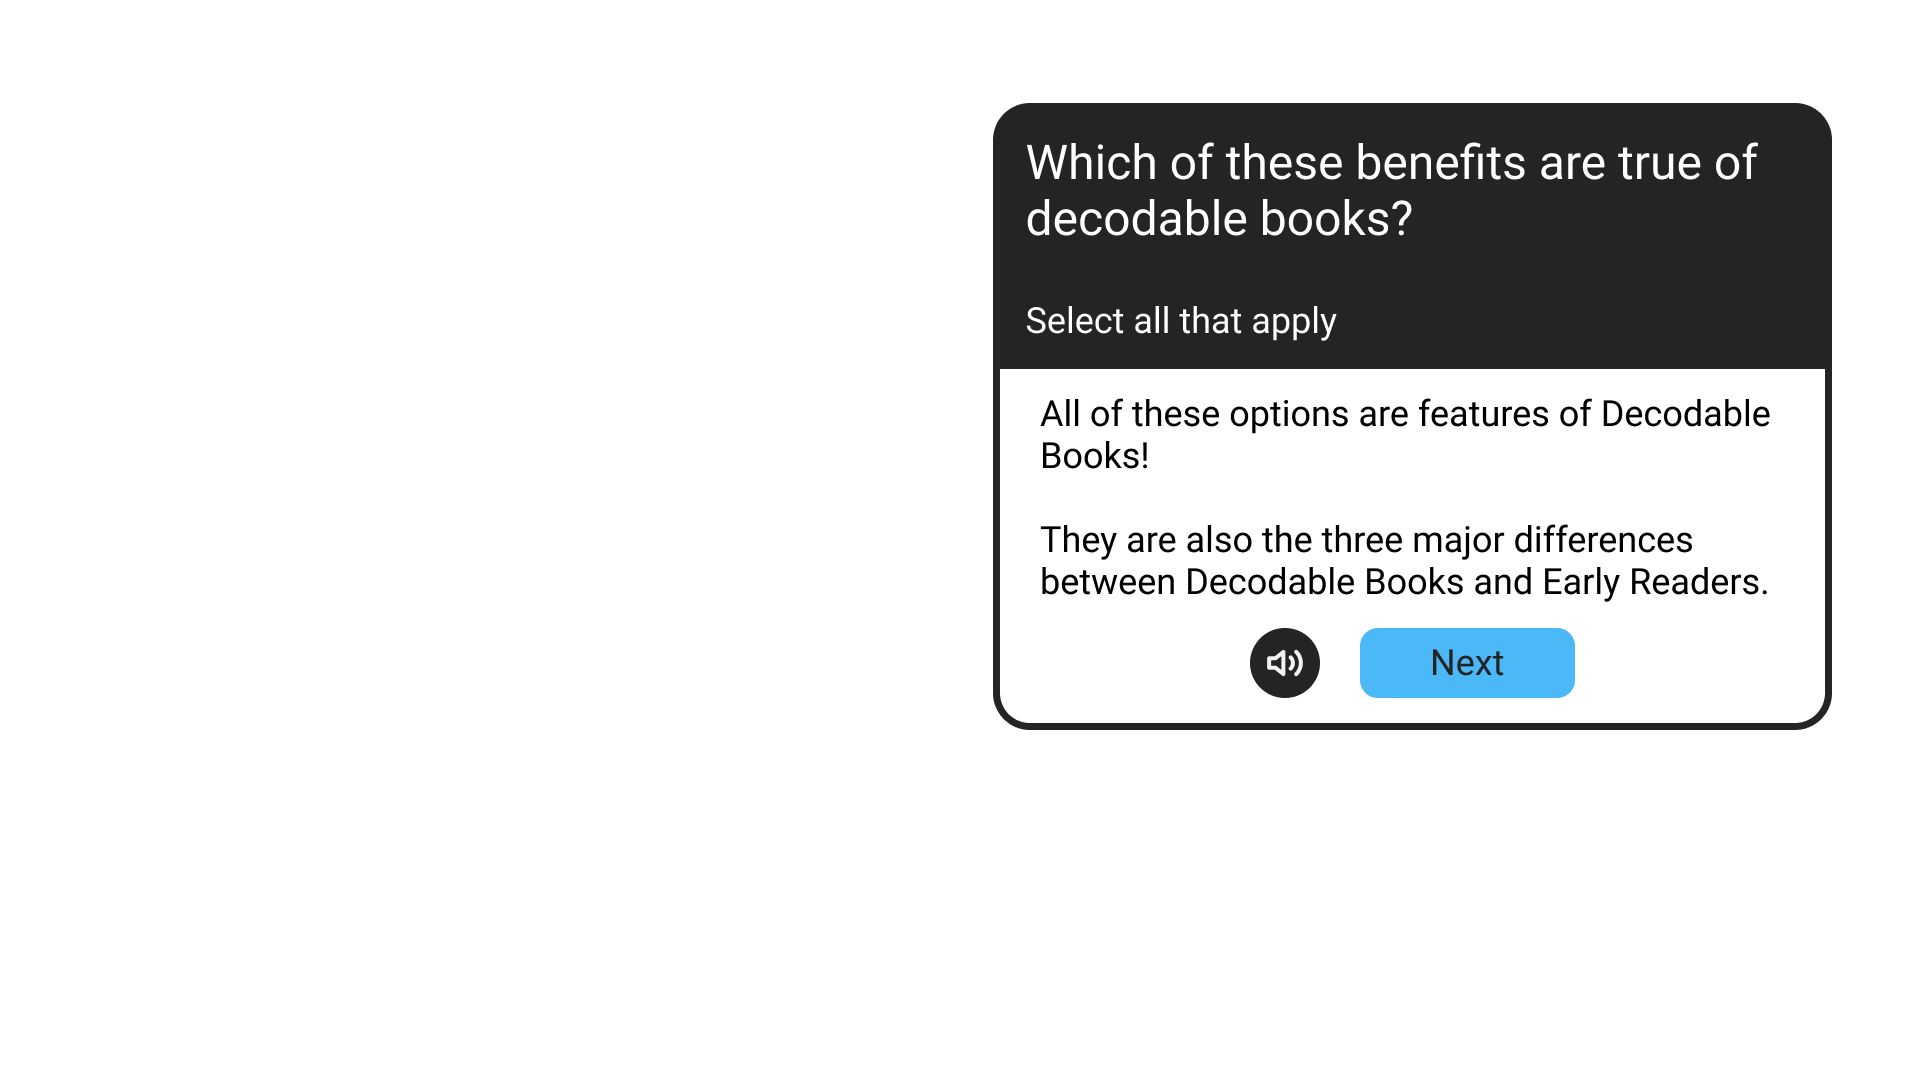 Which of these benefits are true of
decodable books?
Select all that apply
All of these options are features of Decodable
Books!
They are also the three major differences
between Decodable Books and Early Readers.
Next